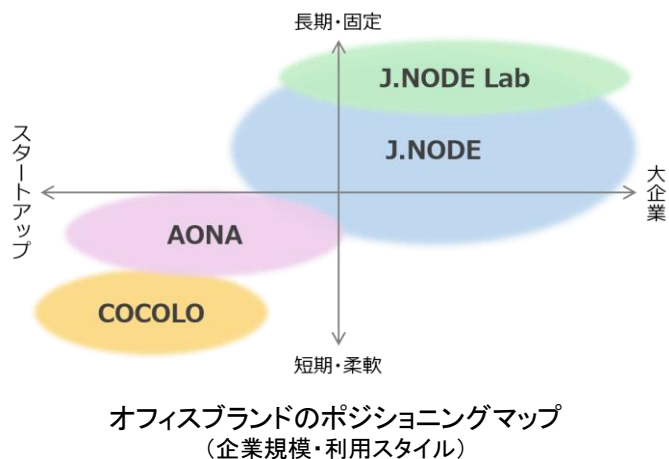 長期・固定
J.NODE Lab
J.NODE
スタートアップ
大企業
AONA
COCOLO
短期・柔軟
オフィスブランドのポジショニングマップ
（企業規模・利用スタイル）